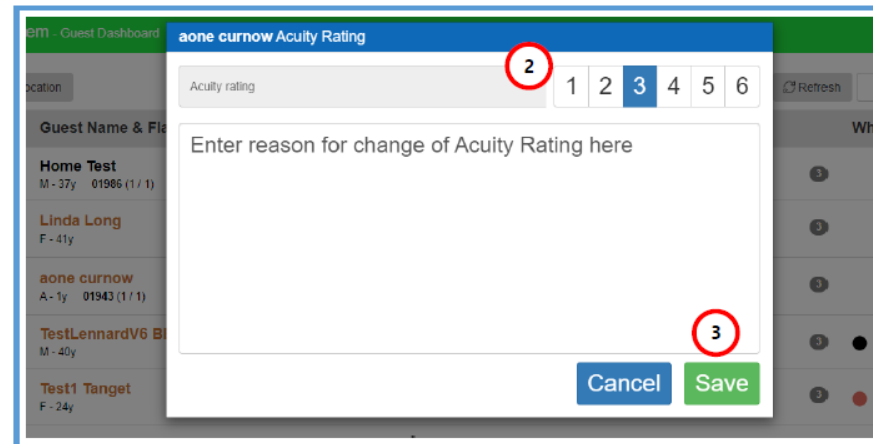 em - Guest Dashboard
aone curnow Acuity Rating
2
Acuity rating
1 2 3 4 5 6
ocation
Refresh
Guest Name & Fla
Wh
Enter reason for change of Acuity Rating here
Home Test
M - 37y 01986 (1 / 1)
3
Linda Long
F - 41y
3
aone curnow
A - 1y 01943 (1 / 1)
3
TestLennardV6 Bl
M - 40y
3
3
Test1 Tanget
F - 24y
3
Cancel Save